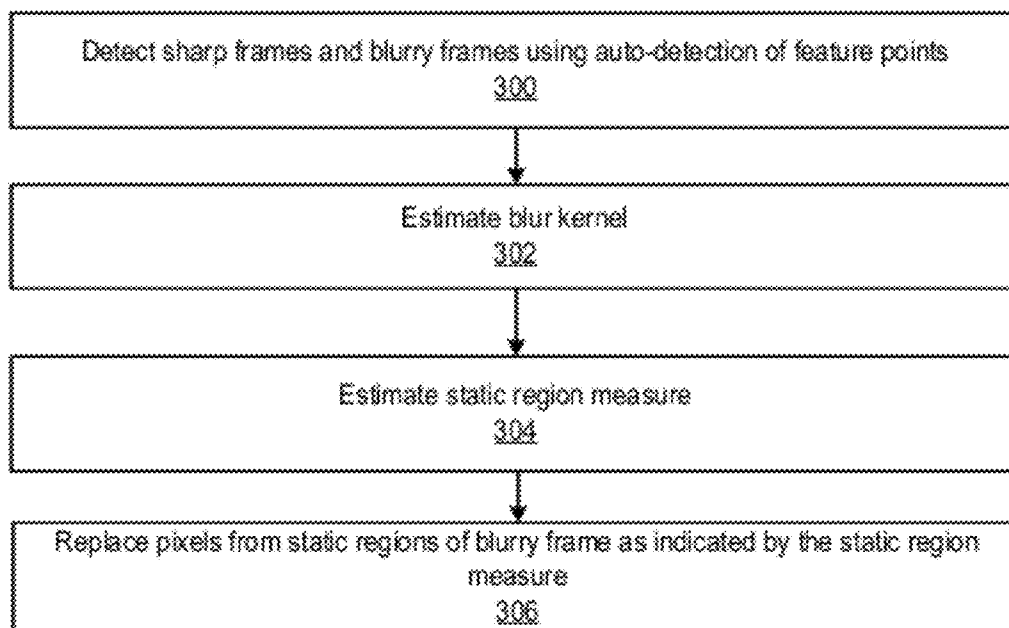 Detect sharp frames and blurry frames using auto-detection of feature points
300
Estimate blur kernel
302
Estimate static region measure
304
Replace pixels from static regions of blurry frame as indicated by the static region
measure
306